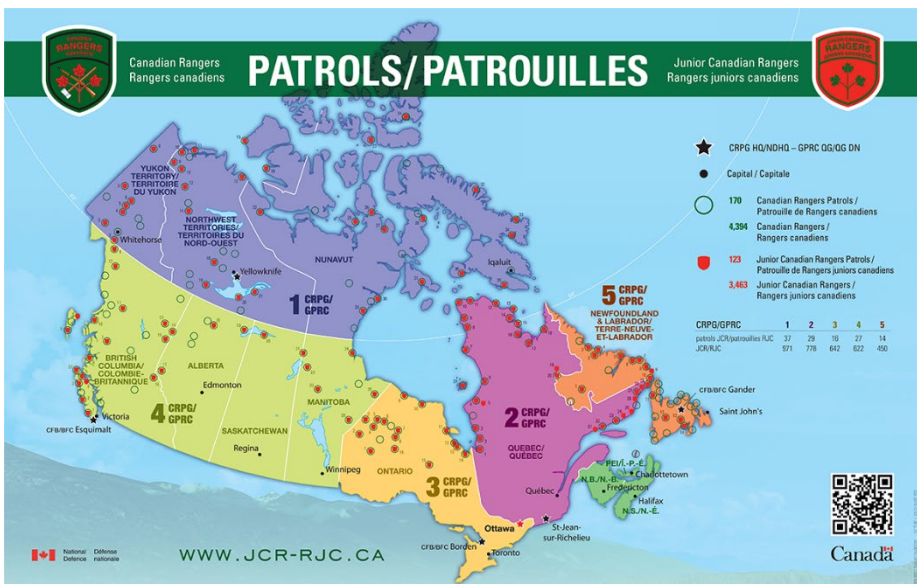 CANADIAN
RANGERS
CANADIENS
Canadian Rangers
Rangers canadiens
PATROLS/PATROUILLES
Junior Canadian Rangers
Rangers juniors canadiens
RANGERS
YUKON
TERRITORY/
TERRITOIRE
DU YUKON
Whitehorse
NORTHWEST
TERRITORIES/
TERRITOIRES DU
NORD-OUEST
Yellowknife
NUNAVUT
Iqaluit
1 CRPG/
GPRC
CRPG HQ/NDHQ – GPRC QG/QG DN
Capital / Capitale
170 Canadian Rangers Patrols /
Patrouille de Rangers canadiens
4,394 Canadian Rangers /
Rangers canadiens
123 Junior Canadian Rangers Patrols /
Patrouille de Rangers juniors canadiens
3,463 Junior Canadian Rangers /
Rangers juniors canadiens
CRPG/GPRC 1 2 3 4 5
patrols JCR/patrouilles RJC 37 29 16 27 14
JCR/RJC 971 778 642 622 450
5 CRPG/
GPRC
NEWFOUNDLAND
& LABRADOR/
TERRE-NEUVE-
ET-LABRADOR
CFB/BFC Gander
Saint John's
BRITISH
COLUMBIA/
COLOMBIE-
BRITANNIQUE
ALBERTA
Edmonton
4 CRPG/
GPRC
Victoria
CFB/BFC Esquimalt
SASKATCHEWAN
Regina
MANITOBA
Winnipeg
ONTARIO
3 CRPG/
GPRC
2 CRPG/
GPRC
QUEBEC/
QUÉBEC
Québec
P.E.I/Î.-P.-É.
Charlottetown
N.B./N.-B.
Fredericton
Halifax
N.S./N.-É.
Ottawa
St-Jean-
sur-Richelieu
CFB/BFC Borden
Toronto
National Défense
Defence nationale
WWW.JCR-RJC.CA
Canada